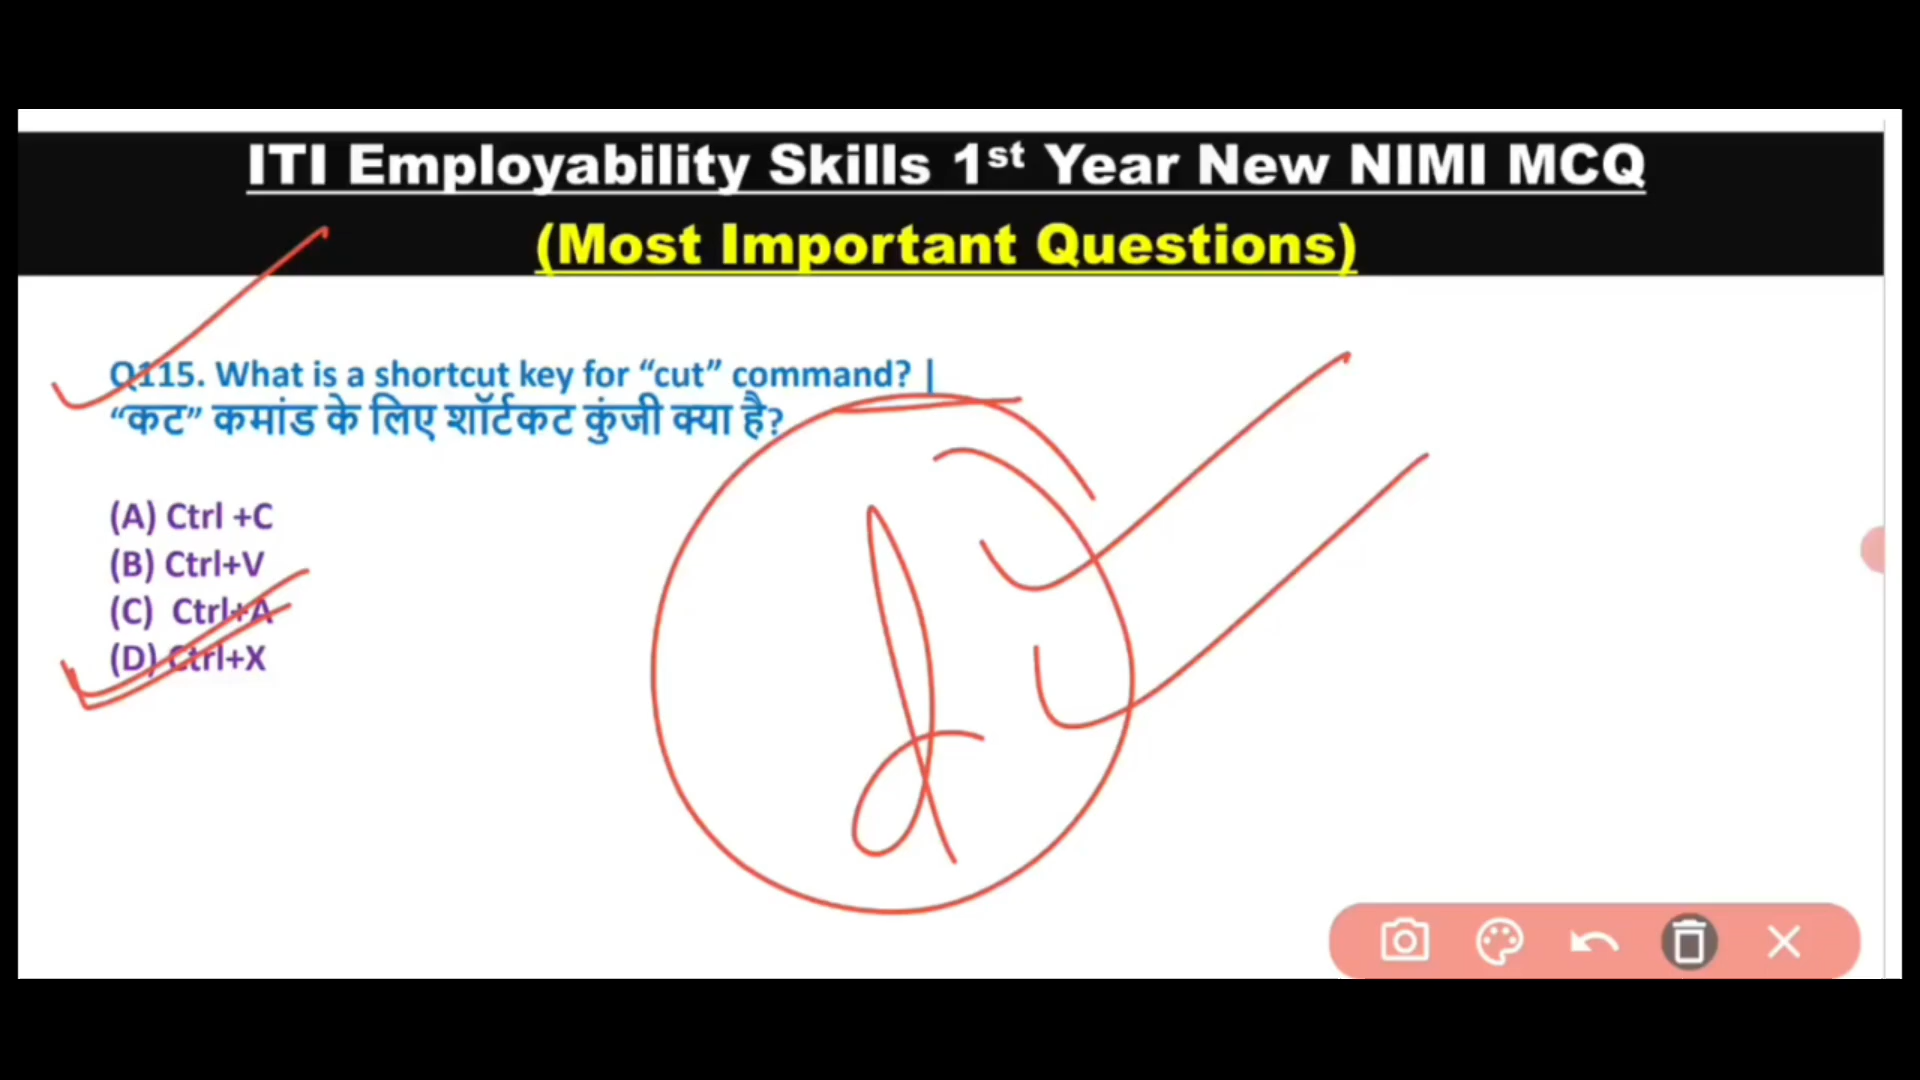 ITI Employability Skills 1st Year New NIMI MCQ
(Most Important Questions)
Q115. What is a shortcut key for “cut” command? |
“कट” कमांड के लिए शॉर्टकट कुंजी क्या है?
(A) Ctrl +C
(B) Ctrl+V
(C) Ctrl+A
(D) Ctrl+X